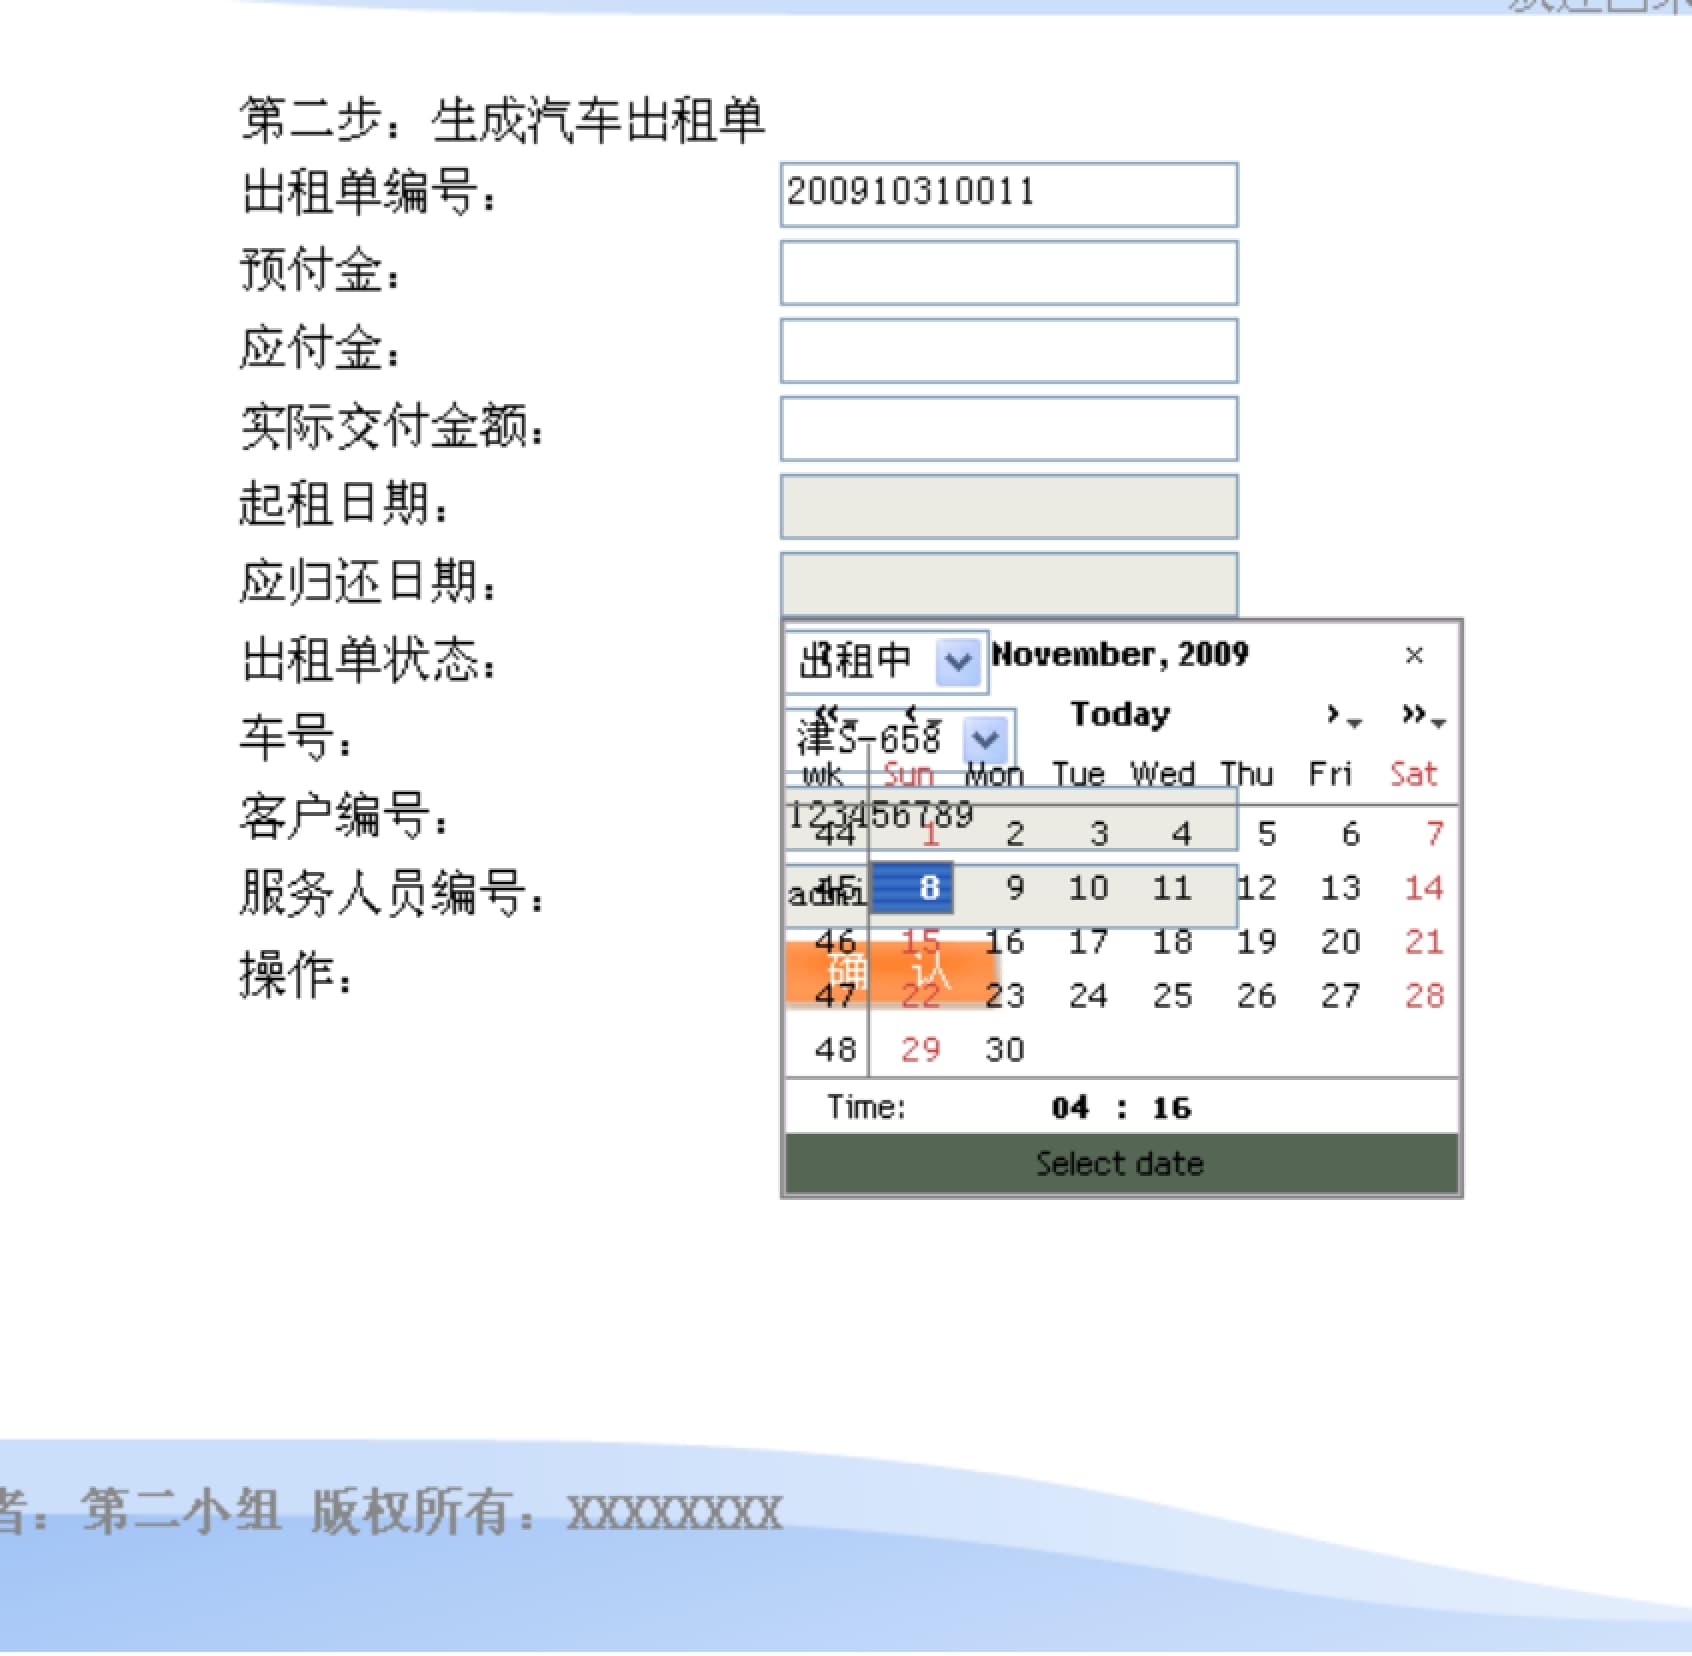 第二步：生成汽车出租单
出租单编号： 200910310011
预付金：
应付金：
实际交付金额：
起租日期：
应归还日期：
出租单状态： 出租中
车号： 津S-658
客户编号： 123456789
服务人员编号：
操作： 确 认
? November, 2009 ×
« ‹ Today › »
wk Sun Mon Tue Wed Thu Fri Sat
44 1 2 3 4 5 6 7
45 8 9 10 11 12 13 14
46 15 16 17 18 19 20 21
47 22 23 24 25 26 27 28
48 29 30
Time: 04 : 16
Select date
者：第二小组 版权所有：XXXXXXXX